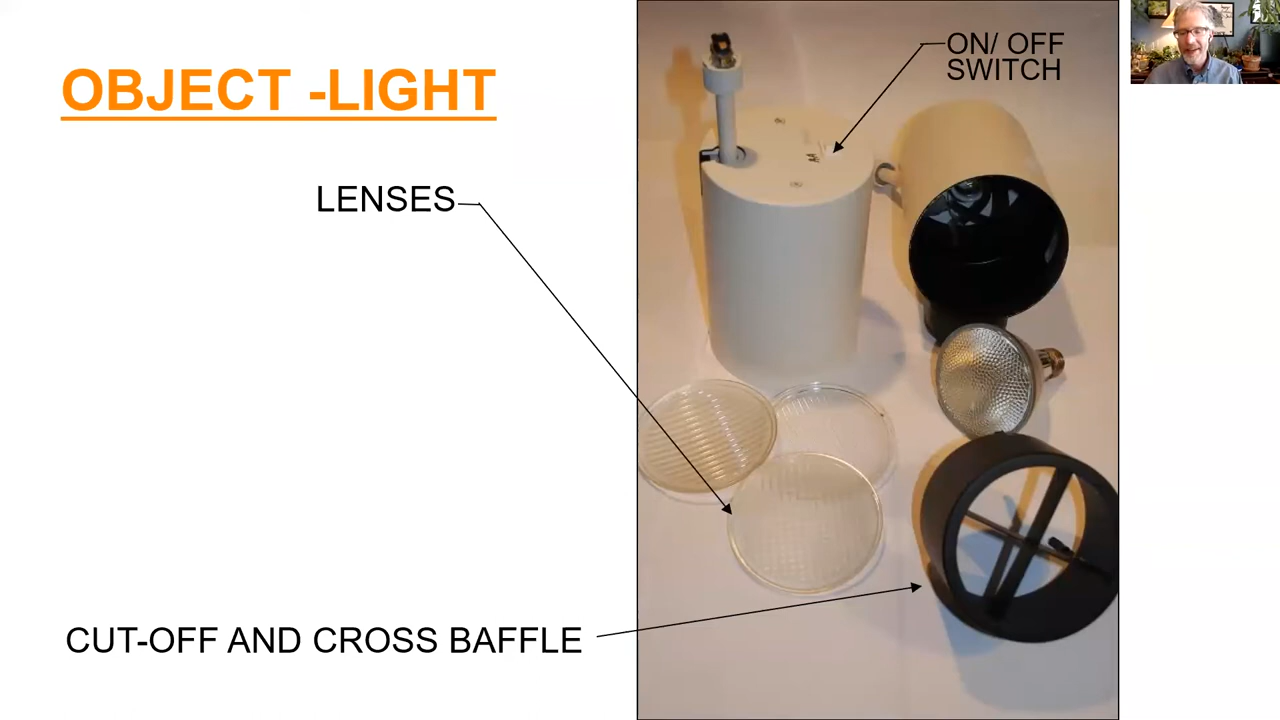 OBJECT -LIGHT
ON/ OFF
SWITCH
LENSES
CUT-OFF AND CROSS BAFFLE